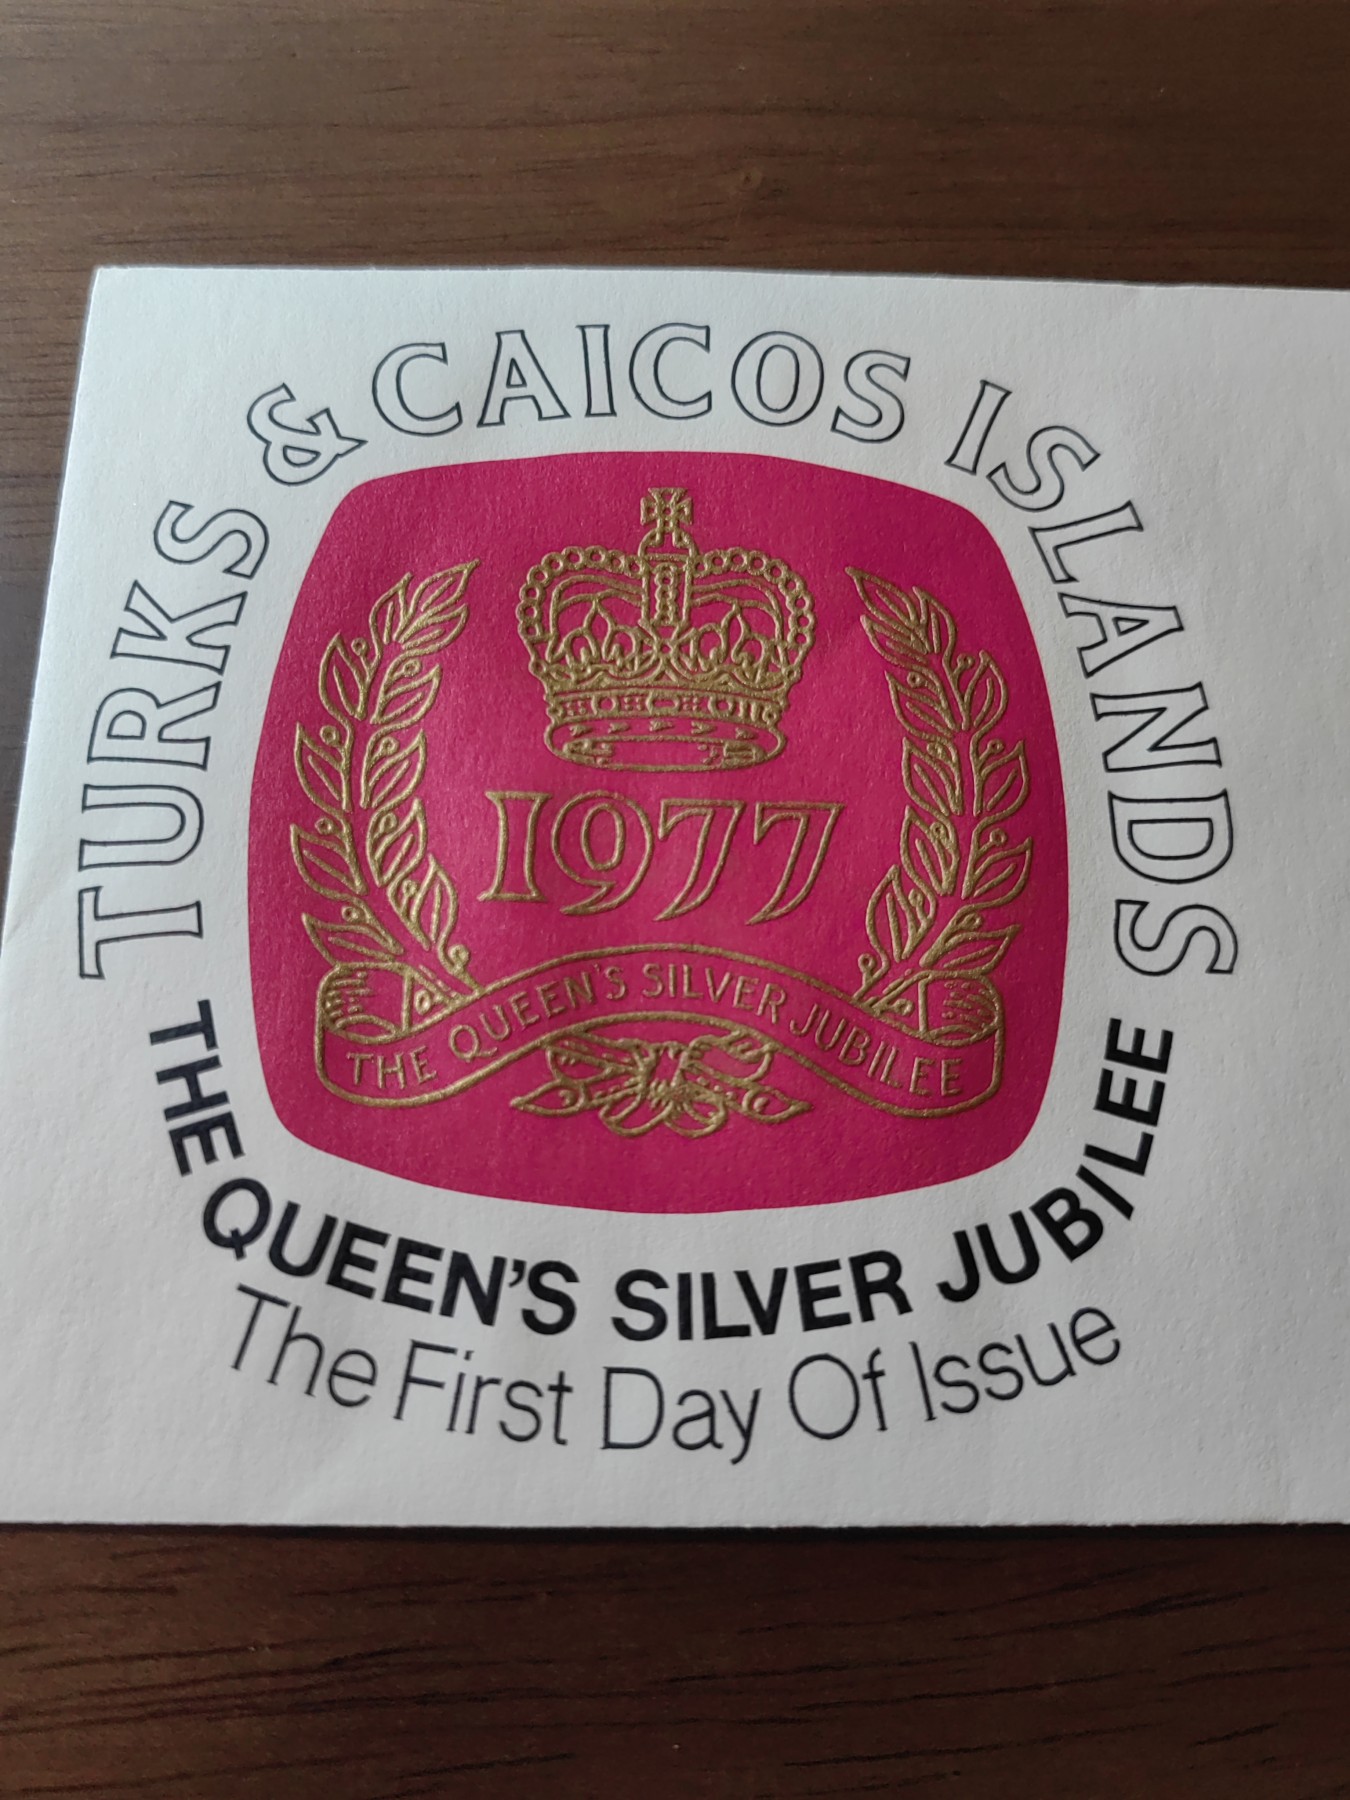 TURKS & CAICOS ISLANDS
1977
THE QUEEN'S SILVER JUBILEE
THE QUEEN'S SILVER JUBILEE
The First Day Of Issue